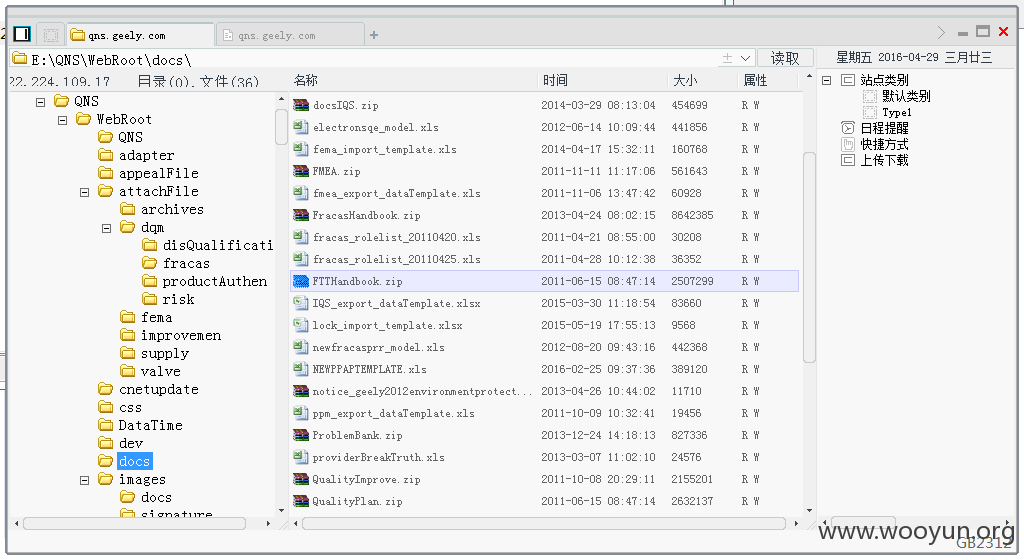 qns.geely.com
qns.geely.com
+
E:\QNS\WebRoot\docs\
读取
星期五 2016-04-29 三月廿三
22.224.109.17 目录(0), 文件(36)
名称 时间 大小 属性
QNS
WebRoot
QNS
adapter
appealFile
attachFile
archives
dqm
disQualificati
fracas
productAuthen
risk
fema
improvemen
supply
valve
cnetupdate
css
DataTime
dev
docs
images
docs
signature
docsIQS.zip 2014-03-29 08:13:04 454699 R W
electronsqe_model.xls 2012-06-14 10:09:44 441856 R W
fema_import_template.xls 2014-04-17 15:32:11 160768 R W
FMEA.zip 2011-11-11 11:17:06 561643 R W
fmea_export_dataTemplate.xls 2011-11-06 13:47:42 60928 R W
FracasHandbook.zip 2013-04-24 08:02:15 8642385 R W
fracas_rolelist_20110420.xls 2011-04-21 08:55:00 30208 R W
fracas_rolelist_20110425.xls 2011-04-28 10:12:38 36352 R W
FTTHandbook.zip 2011-06-15 08:47:14 2507299 R W
IQS_export_dataTemplate.xlsx 2015-03-30 11:18:54 83660 R W
lock_import_template.xlsx 2015-05-19 17:55:13 9568 R W
newfracasprr_model.xls 2012-08-20 09:43:16 442368 R W
NEWPPAPTEMPLATE.xls 2016-02-25 09:37:36 389120 R W
notice_geely2012environmentprotect... 2013-04-26 10:44:02 11710 R W
ppm_export_dataTemplate.xls 2011-10-09 10:32:41 19456 R W
ProblemBank.zip 2013-12-24 14:18:13 827336 R W
providerBreakTruth.xls 2013-03-07 11:02:10 24576 R W
QualityImprove.zip 2011-10-08 20:29:11 2155201 R W
QualityPlan.zip 2011-06-15 08:47:14 2632137 R W
站点类别
默认类别
Type1
日程提醒
快捷方式
上传下载
www.wooyun.org
GB2312